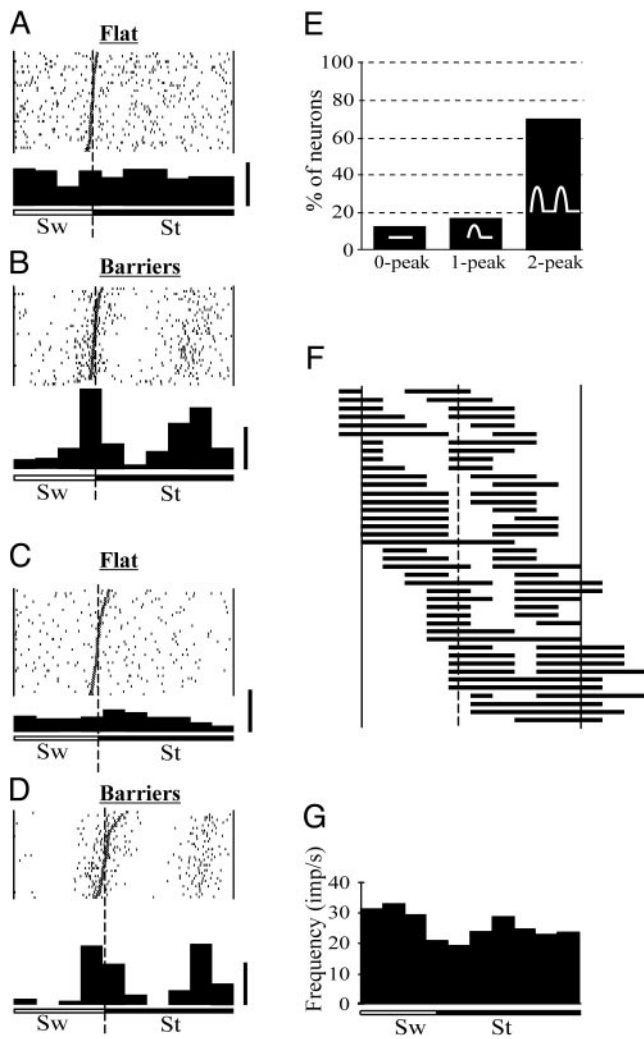 A
Flat
Sw St
B
Barriers
Sw St
C
Flat
Sw St
D
Barriers
Sw St
E
100
80
60
40
20
0
% of neurons
0-peak 1-peak 2-peak
F
G
Frequency (imp/s)
40
30
20
10
0
Sw St